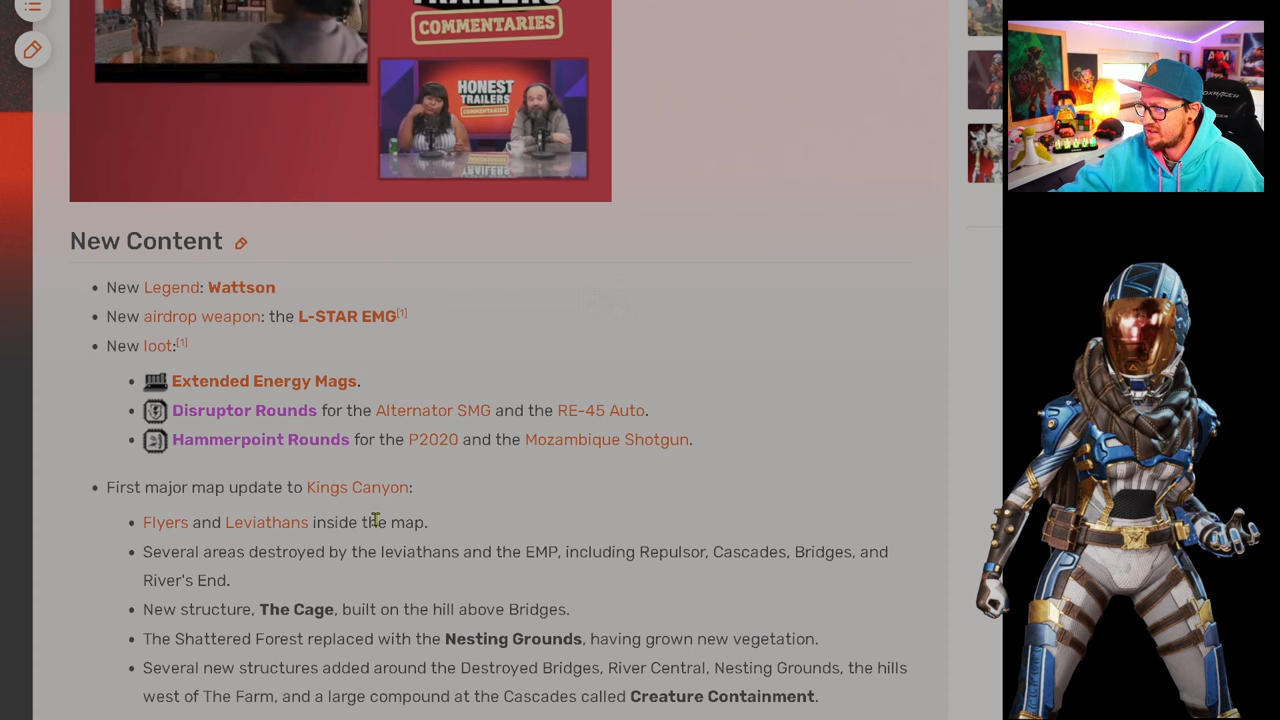 TRAILERS
COMMENTARIES
HONEST
TRAILERS
COMMENTARIES
New Content
New Legend: Wattson
New airdrop weapon: the L-STAR EMG[1]
New loot:[1]
Extended Energy Mags.
Disruptor Rounds for the Alternator SMG and the RE-45 Auto.
Hammerpoint Rounds for the P2020 and the Mozambique Shotgun.
First major map update to Kings Canyon:
Flyers and Leviathans inside the map.
Several areas destroyed by the leviathans and the EMP, including Repulsor, Cascades, Bridges, and
River's End.
New structure, The Cage, built on the hill above Bridges.
The Shattered Forest replaced with the Nesting Grounds, having grown new vegetation.
Several new structures added around the Destroyed Bridges, River Central, Nesting Grounds, the hills
west of The Farm, and a large compound at the Cascades called Creature Containment.